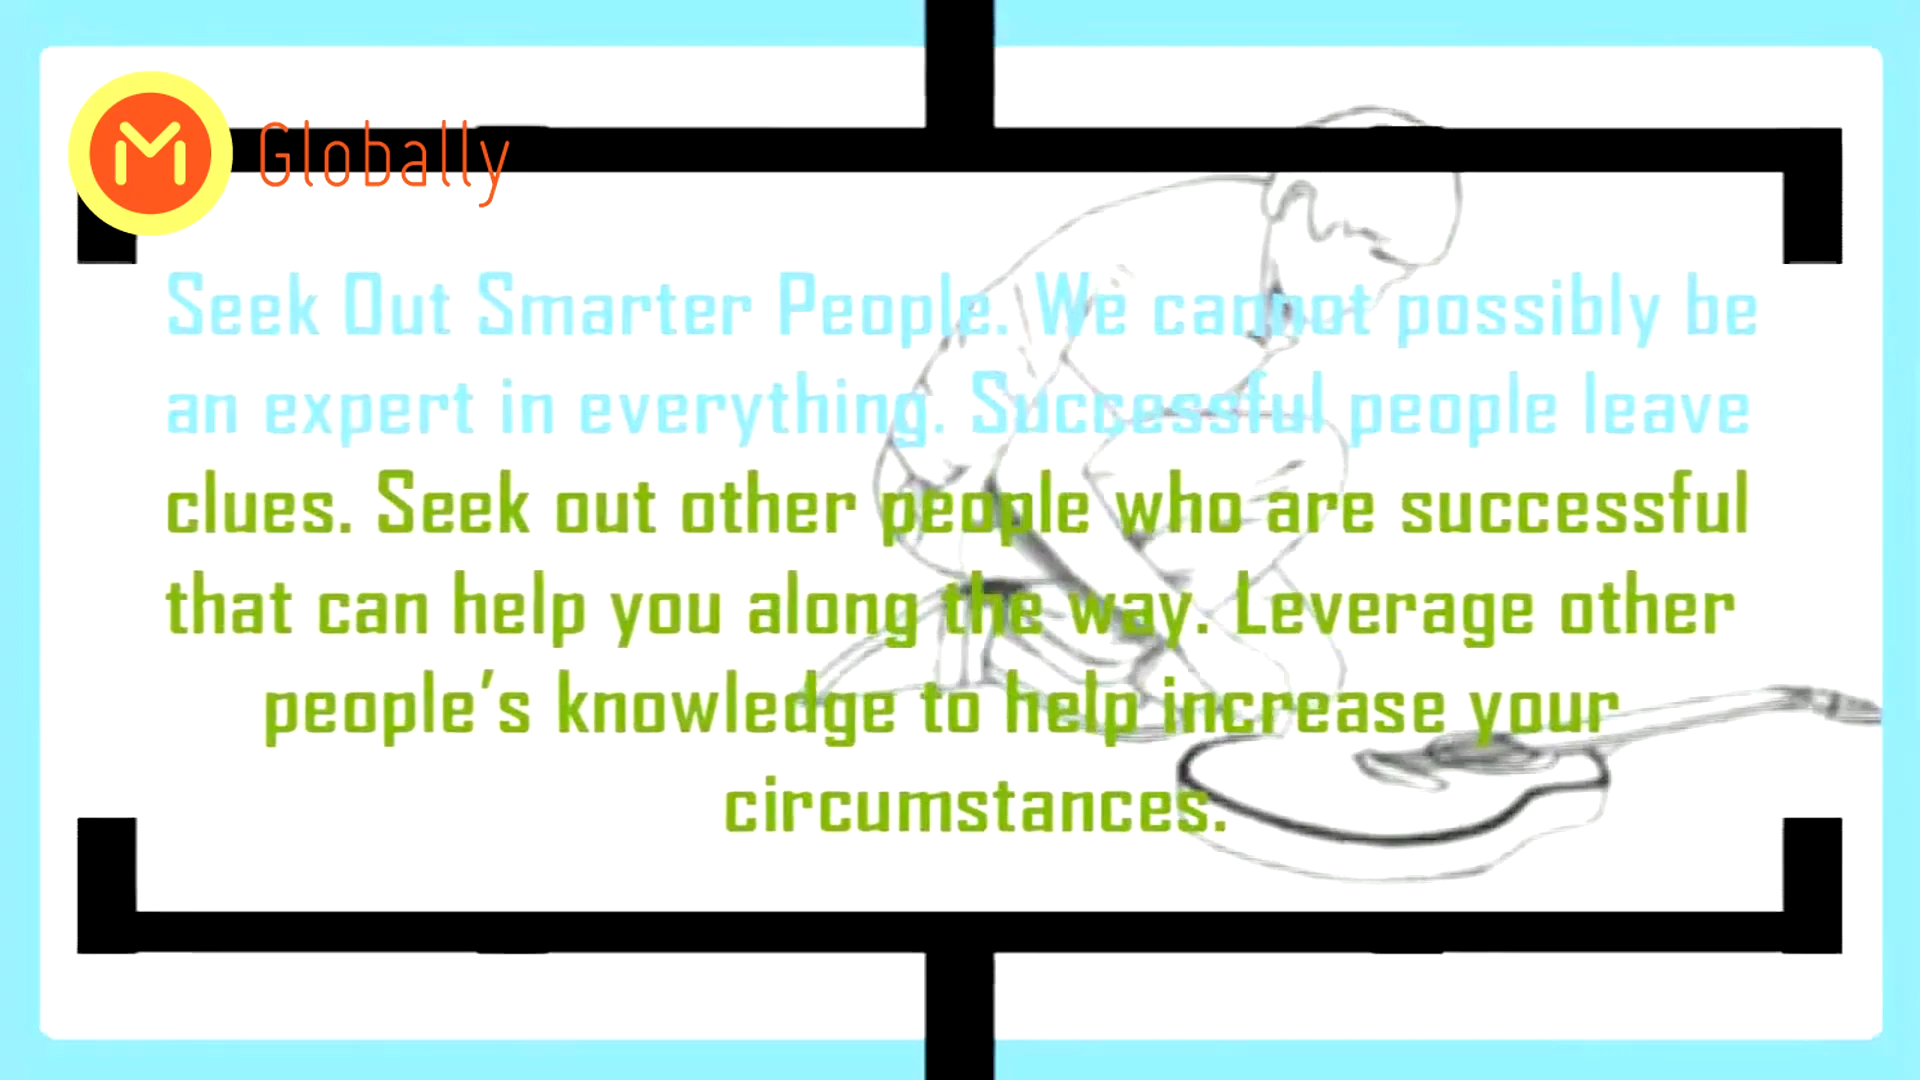 M Globally
Seek Out Smarter People. We cannot possibly be
an expert in everything. Successful people leave
clues. Seek out other people who are successful
that can help you along the way. Leverage other
people’s knowledge to help increase your
circumstances.